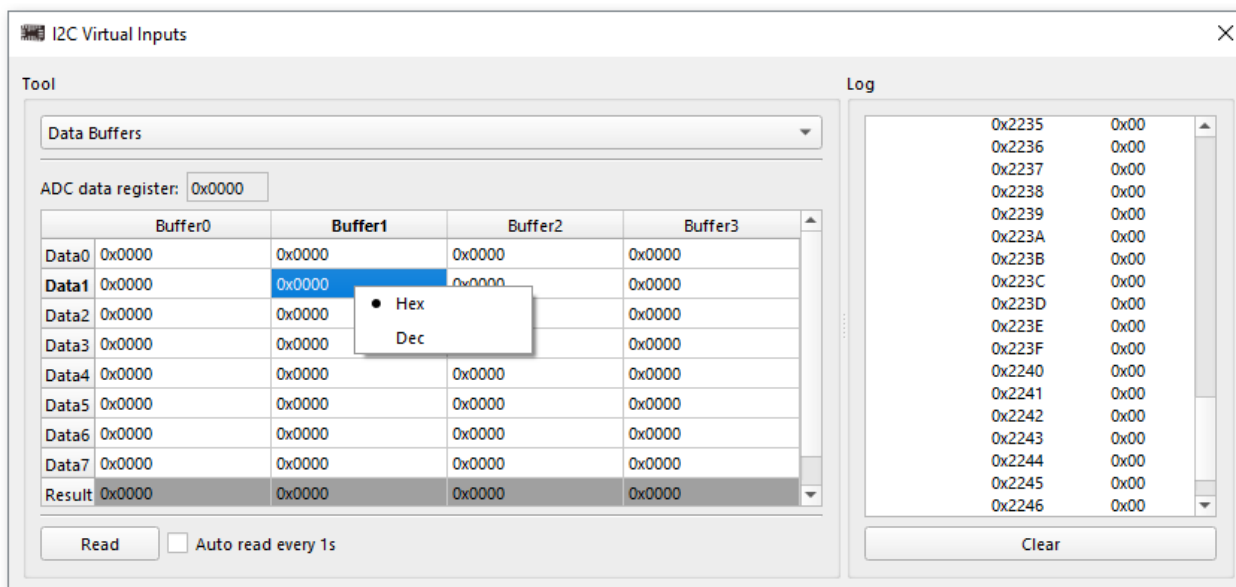 I2C Virtual Inputs
Tool
Data Buffers
ADC data register: 0x0000
Buffer0 Buffer1 Buffer2 Buffer3
Data0 0x0000 0x0000 0x0000 0x0000
Data1 0x0000 0x0000 0x0000 0x0000
Data2 0x0000 0x0000 0x0000
Data3 0x0000 0x0000 0x0000
Hex
Dec
Data4 0x0000 0x0000 0x0000 0x0000
Data5 0x0000 0x0000 0x0000 0x0000
Data6 0x0000 0x0000 0x0000 0x0000
Data7 0x0000 0x0000 0x0000 0x0000
Result 0x0000 0x0000 0x0000 0x0000
Read Auto read every 1s
Log
0x2235 0x00
0x2236 0x00
0x2237 0x00
0x2238 0x00
0x2239 0x00
0x223A 0x00
0x223B 0x00
0x223C 0x00
0x223D 0x00
0x223E 0x00
0x223F 0x00
0x2240 0x00
0x2241 0x00
0x2242 0x00
0x2243 0x00
0x2244 0x00
0x2245 0x00
0x2246 0x00
Clear